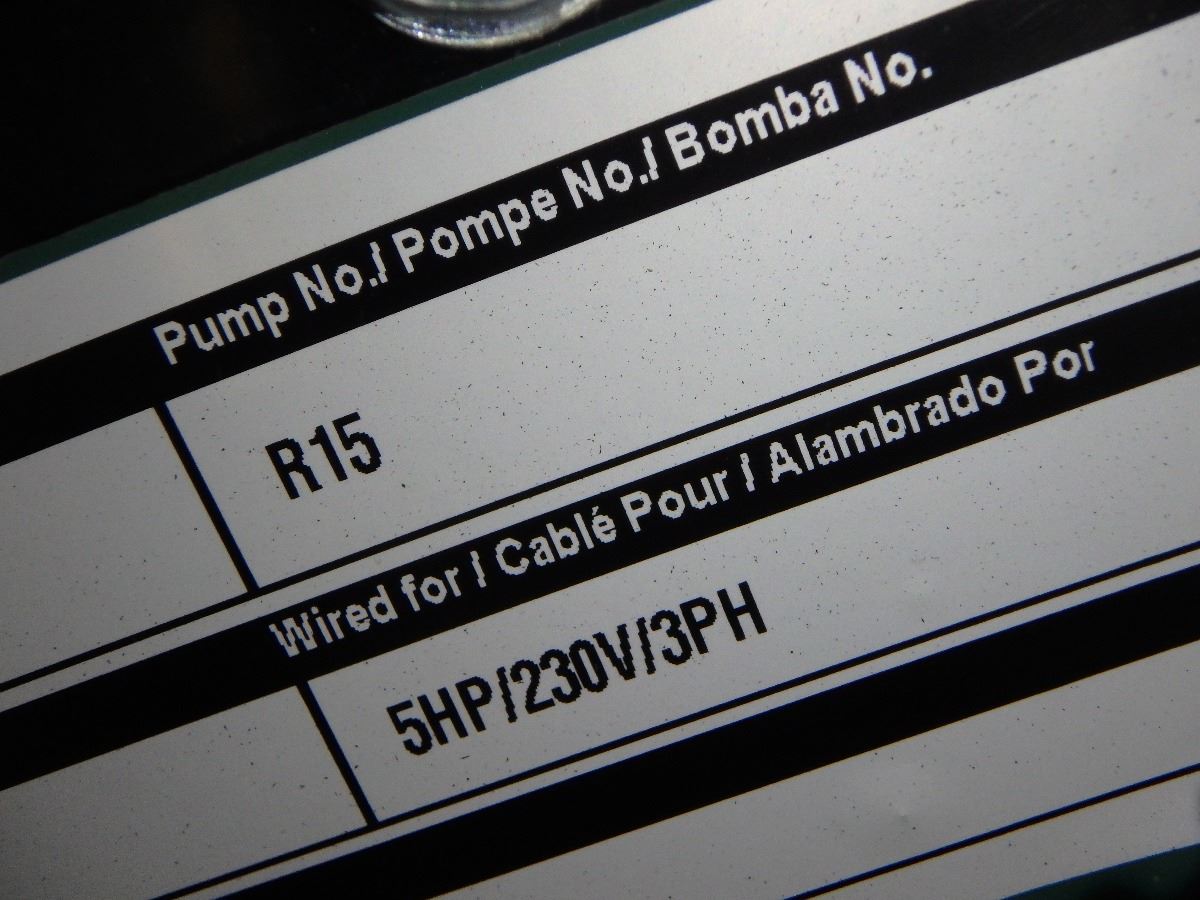 Pump No./ Pompe No./ Bomba No.
R15
Wired for / Cablé Pour / Alambrado Por
5HP/230V/3PH